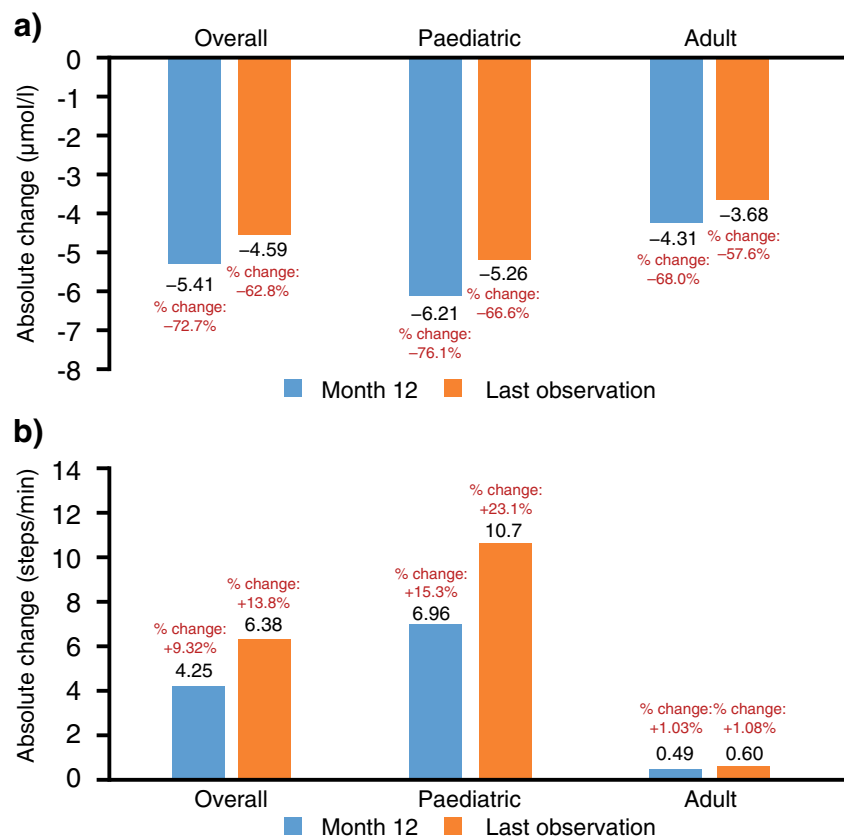 a)
Overall Paediatric Adult
Absolute change (µmol/l)
0
-1
-2
-3
-4
-5
-6
-7
-8
−5.41
% change:
−72.7%
−4.59
% change:
−62.8%
−6.21
% change:
−76.1%
−5.26
% change:
−66.6%
−4.31
% change:
−68.0%
−3.68
% change:
−57.6%
Month 12 Last observation
b)
Absolute change (steps/min)
14
12
10
8
6
4
2
0
% change:
+9.32%
4.25
% change:
+13.8%
6.38
% change:
+15.3%
6.96
% change:
+23.1%
10.7
% change:
+1.03%
0.49
% change:
+1.08%
0.60
Overall Paediatric Adult
Month 12 Last observation